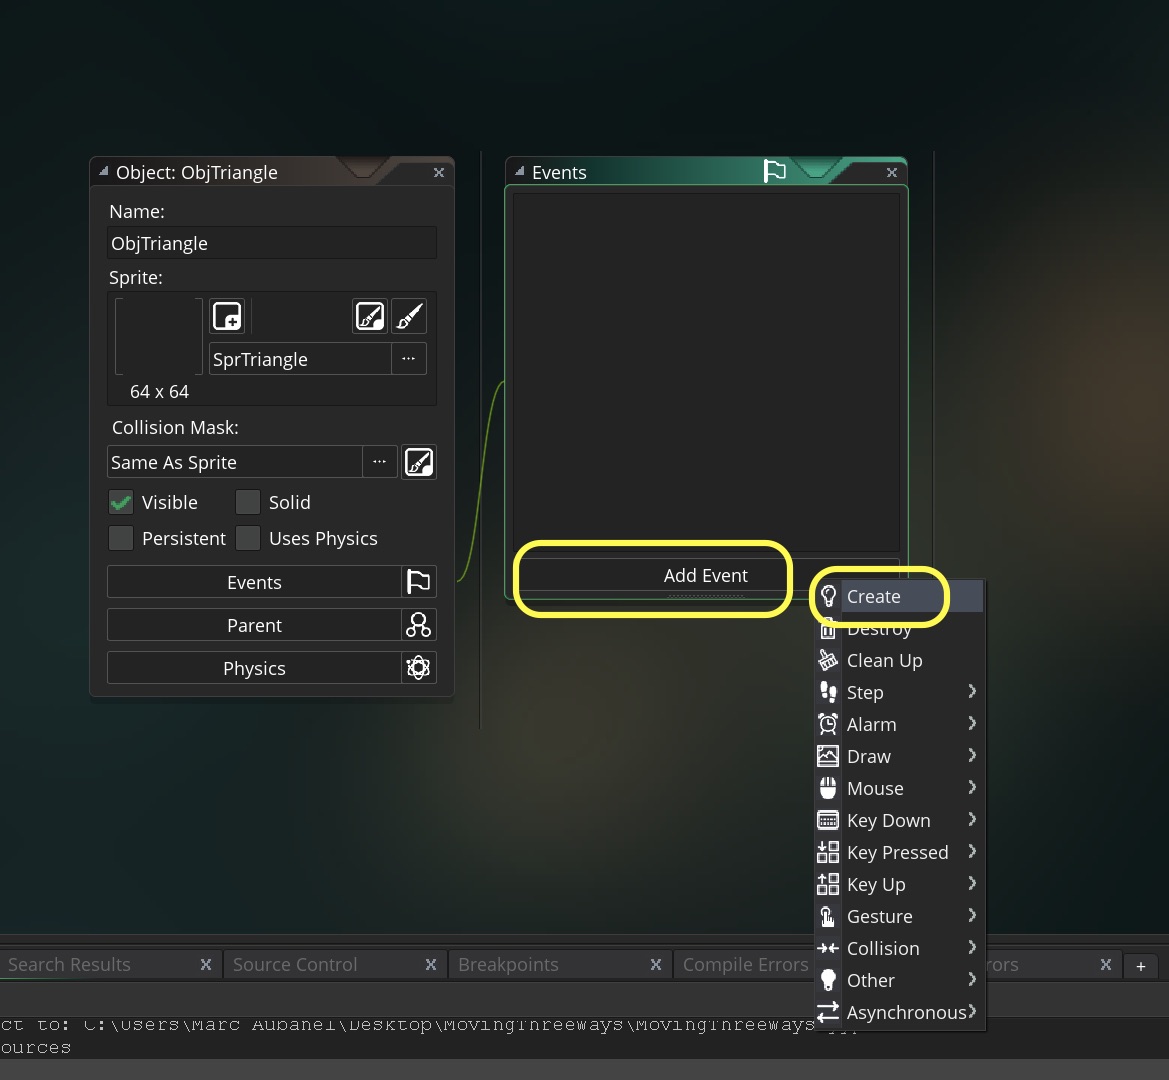 Object: ObjTriangle
Name:
ObjTriangle
Sprite:
SprTriangle
64 x 64
Collision Mask:
Same As Sprite
Visible
Solid
Persistent
Uses Physics
Events
Parent
Physics
Events
Add Event
Create
Destroy
Clean Up
Step
Alarm
Draw
Mouse
Key Down
Key Pressed
Key Up
Gesture
Collision
Other
Asynchronous
Search Results
Source Control
Breakpoints
Compile Errors
rors
ct to: C:\Users\Marc Aubanel\Desktop\MovingThreeways\MovingThreeways
ources